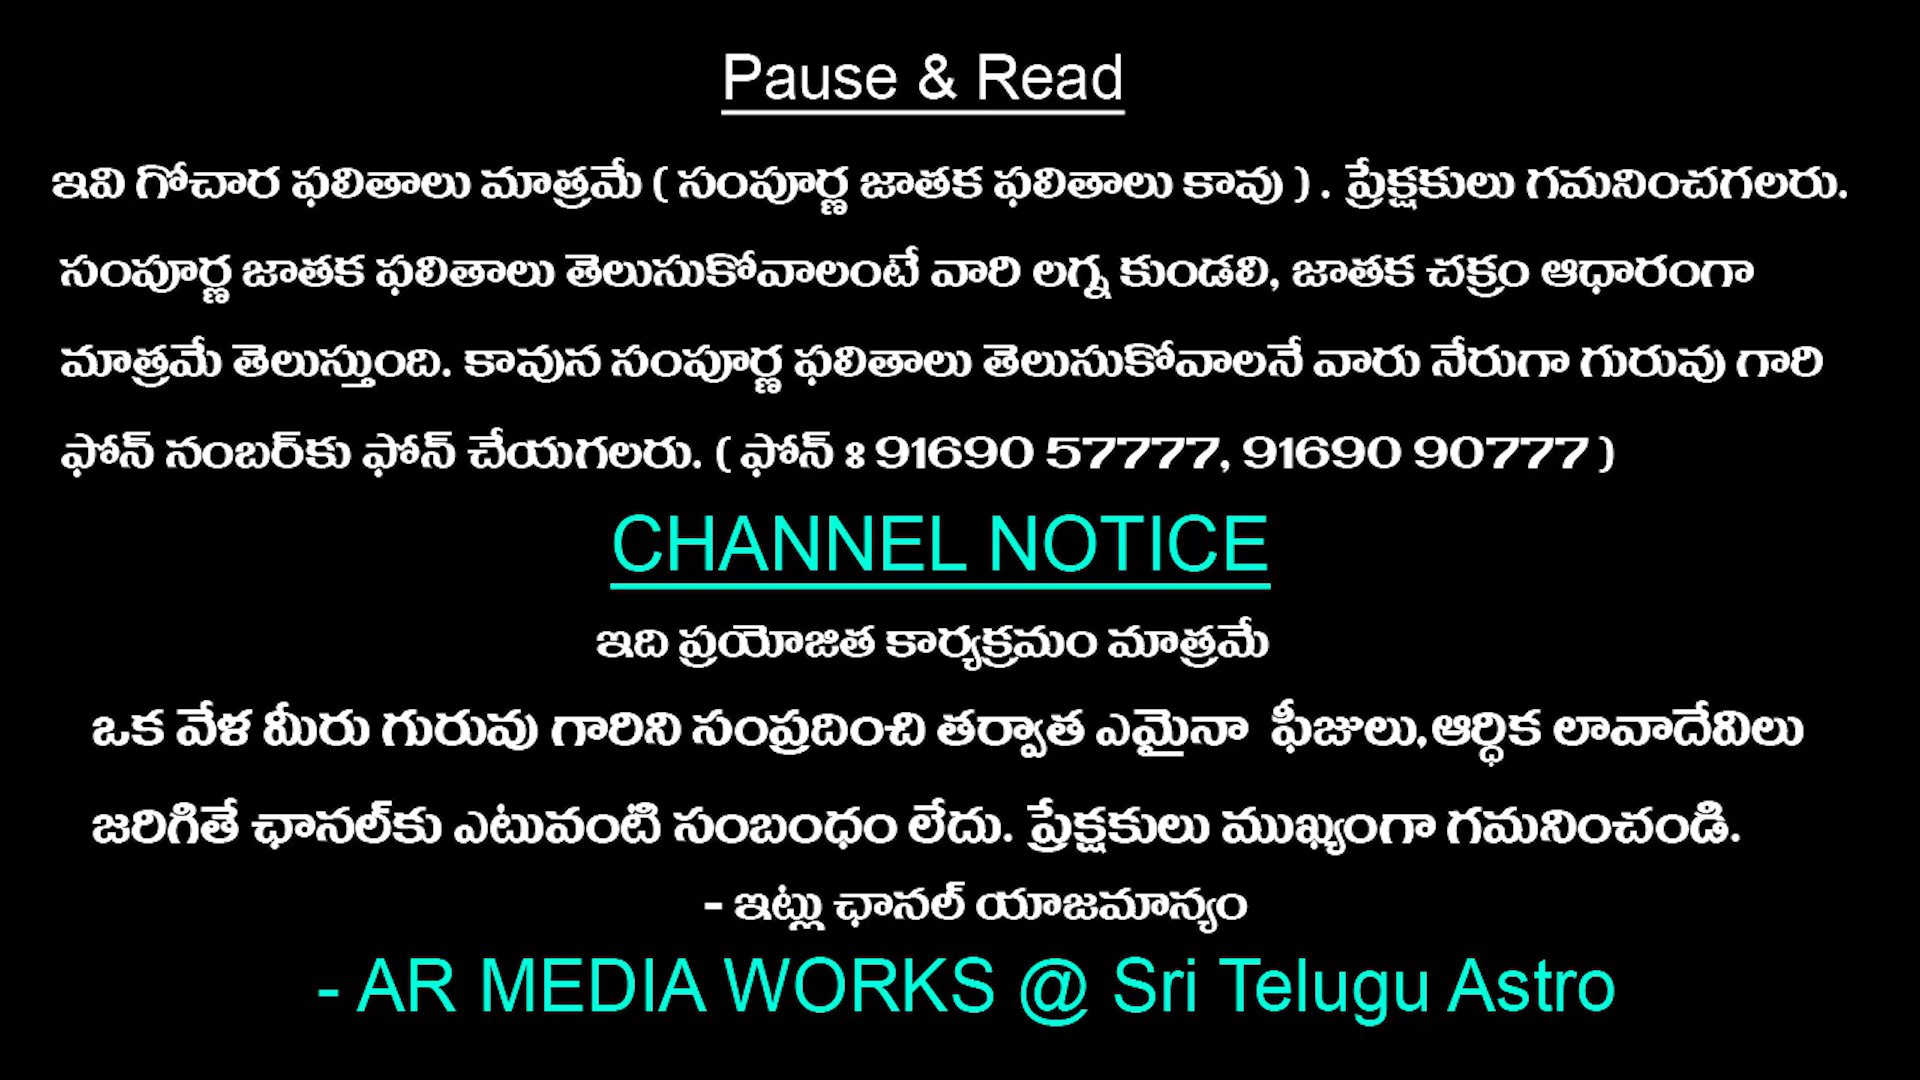 Pause & Read
ఇవి గోచార ఫలితాలు మాత్రమే ( సంపూర్ణ జాతక ఫలితాలు కావు ) . ప్రేక్షకులు గమనించగలరు.
సంపూర్ణ జాతక ఫలితాలు తెలుసుకోవాలంటే వారి లగ్న కుండలి, జాతక చక్రం ఆధారంగా
మాత్రమే తెలుస్తుంది. కావున సంపూర్ణ ఫలితాలు తెలుసుకోవాలనే వారు నేరుగా గురువు గారి
ఫోన్ నంబర్‌కు ఫోన్ చేయగలరు. ( ఫోన్ : 91690 57777, 91690 90777 )
CHANNEL NOTICE
ఇది ప్రయోజిత కార్యక్రమం మాత్రమే
ఒక వేళ మీరు గురువు గారిని సంప్రదించి తర్వాత ఎమైనా ఫీజులు,ఆర్థిక లావాదేవిలు
జరిగితే ఛానల్‌కు ఎటువంటి సంబంధం లేదు. ప్రేక్షకులు ముఖ్యంగా గమనించండి.
- ఇట్లు ఛానల్ యాజమాన్యం
- AR MEDIA WORKS @ Sri Telugu Astro